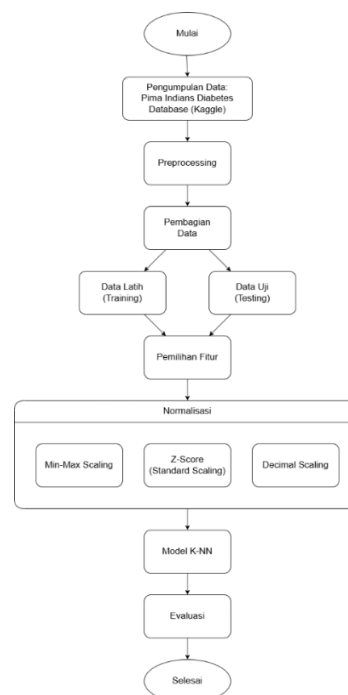 Mulai
Pengumpulan Data:
Pima Indians Diabetes
Database (Kaggle)
Preprocessing
Pembagian
Data
Data Latih
(Training)
Data Uji
(Testing)
Pemilihan Fitur
Normalisasi
Min-Max Scaling
Z-Score
(Standard Scaling)
Decimal Scaling
Model K-NN
Evaluasi
Selesai